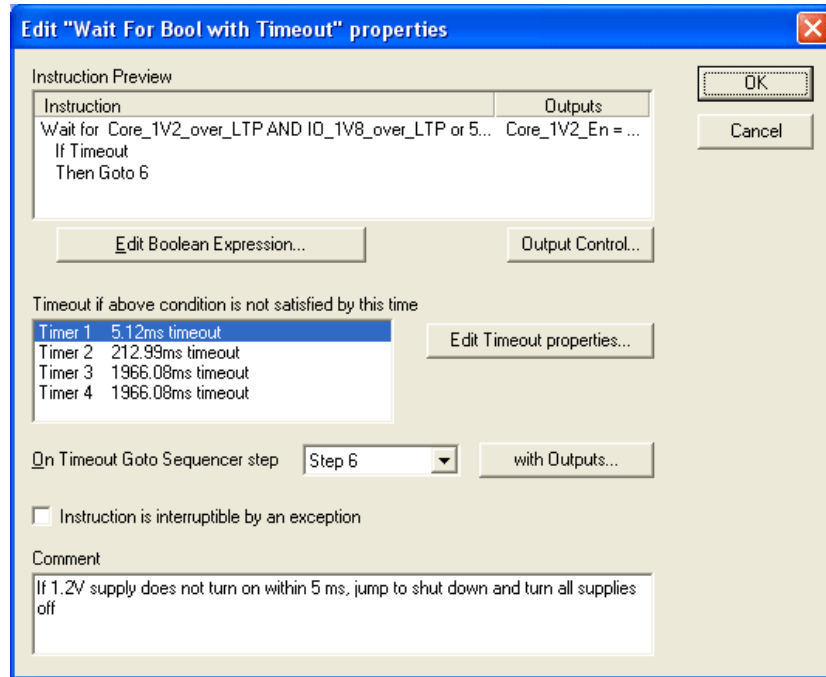 Edit "Wait For Bool with Timeout" properties
Instruction Preview
Instruction Outputs
Wait for Core_1V2_over_LTP AND IO_1V8_over_LTP or 5... Core_1V2_En = ...
If Timeout
Then Goto 6
OK
Cancel
Edit Boolean Expression...
Output Control...
Timeout if above condition is not satisfied by this time
Timer 1 5.12ms timeout
Timer 2 212.99ms timeout
Timer 3 1966.08ms timeout
Timer 4 1966.08ms timeout
Edit Timeout properties...
On Timeout Goto Sequencer step
Step 6
with Outputs...
Instruction is interruptible by an exception
Comment
If 1.2V supply does not turn on within 5 ms, jump to shut down and turn all supplies
off